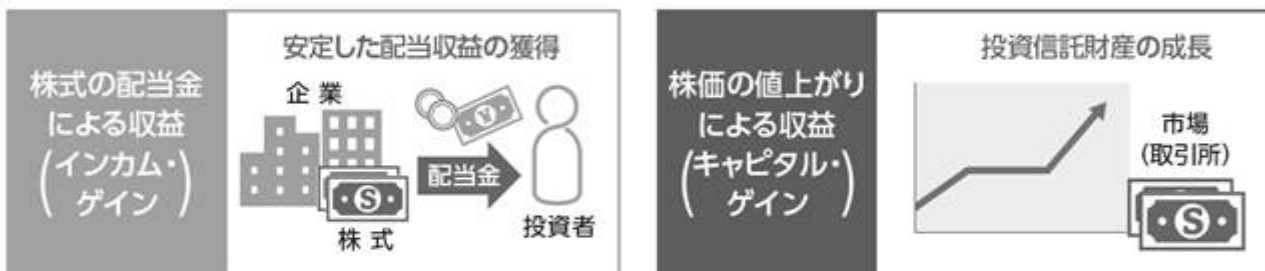 株式の配当金
による収益
(インカム・
ゲイン)
安定した配当収益の獲得
企業
¥
配当金
S
株式
投資者
株価の値上がり
による収益
(キャピタル・
ゲイン)
投資信託財産の成長
市場
(取引所)
S